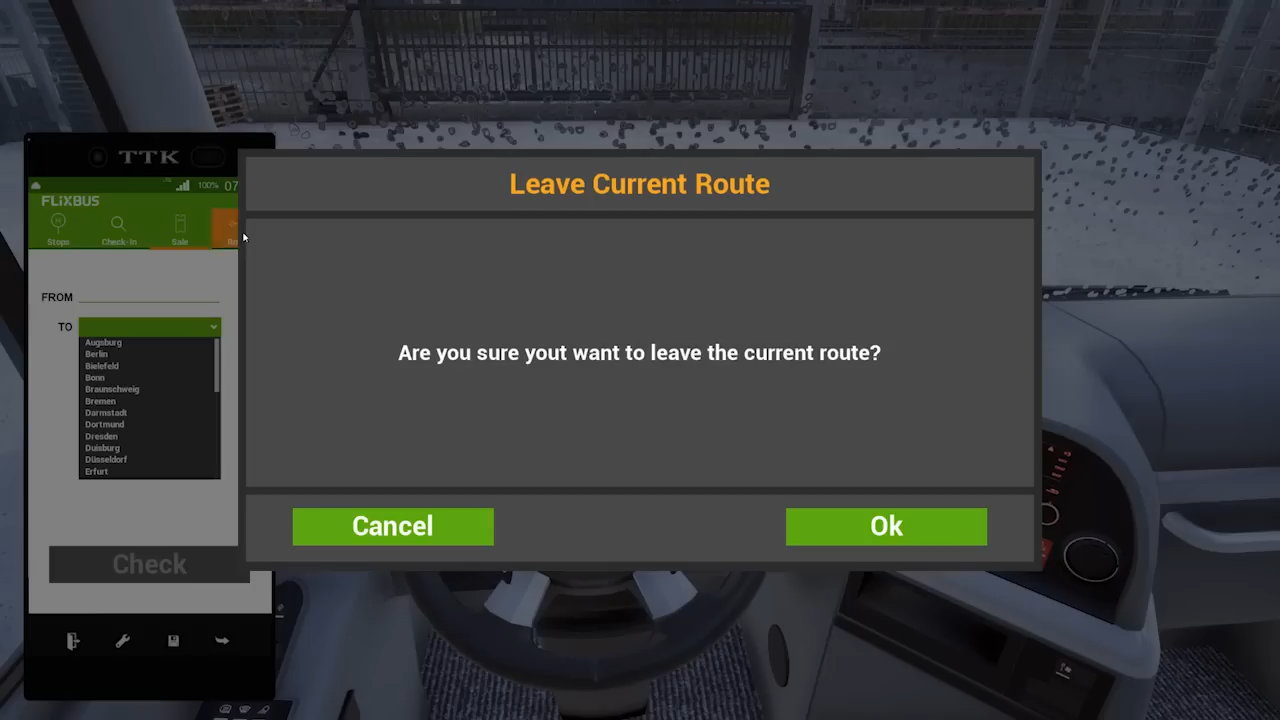 TTK
100% 07
FLiXBUS
Stops Check-In Sale
FROM
TO
Augsburg
Berlin
Bielefeld
Bonn
Braunschweig
Bremen
Darmstadt
Dortmund
Dresden
Duisburg
Düsseldorf
Erfurt
Check
Leave Current Route
Are you sure yout want to leave the current route?
Cancel Ok